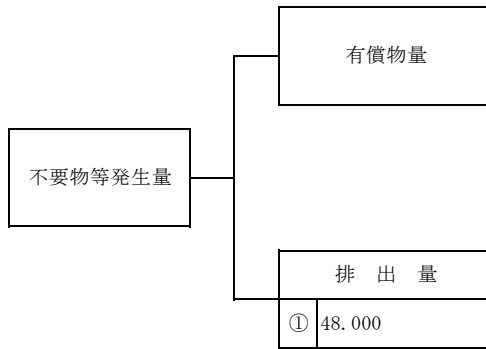 有償物量
不要物等発生量
排 出 量
① 48.000